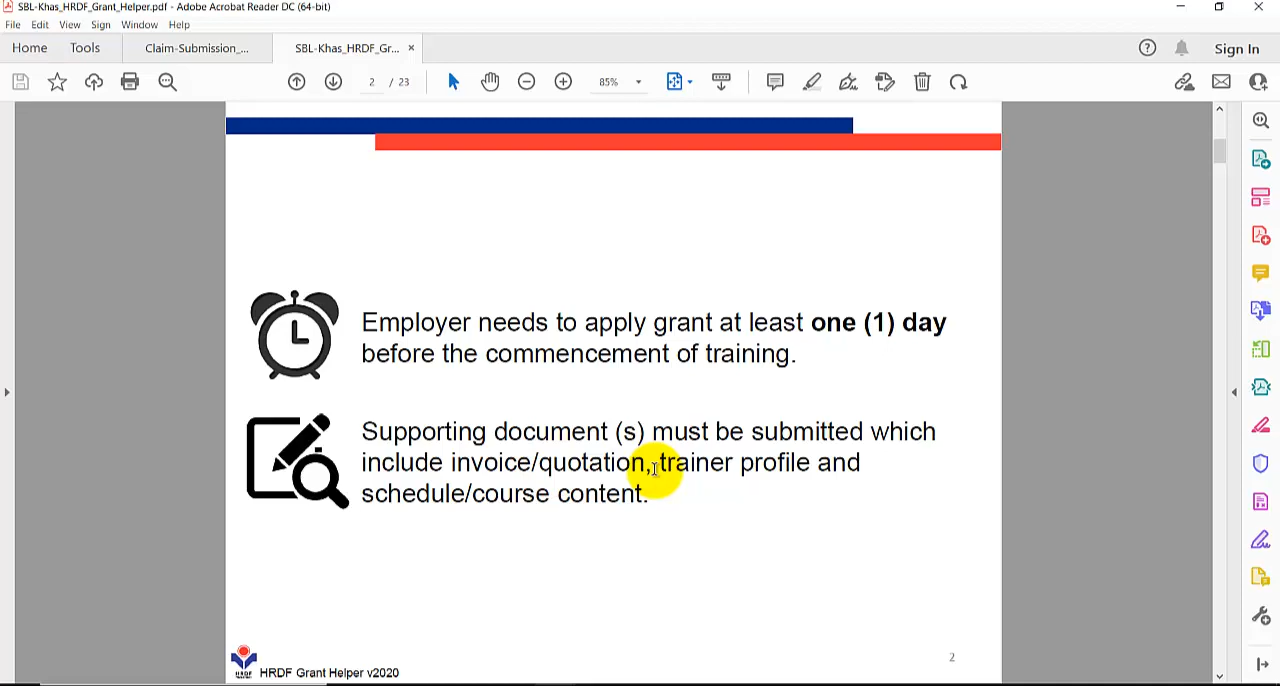 SBL-Khas_HRDF_Grant_Helper.pdf - Adobe Acrobat Reader DC (64-bit)
File Edit View Sign Window Help
Home Tools Claim-Submission_... SBL-Khas_HRDF_Gr... × Sign In
2 / 23 85%
Employer needs to apply grant at least one (1) day
before the commencement of training.
Supporting document (s) must be submitted which
include invoice/quotation, trainer profile and
schedule/course content.
HRDF
HRDF Grant Helper v2020
2